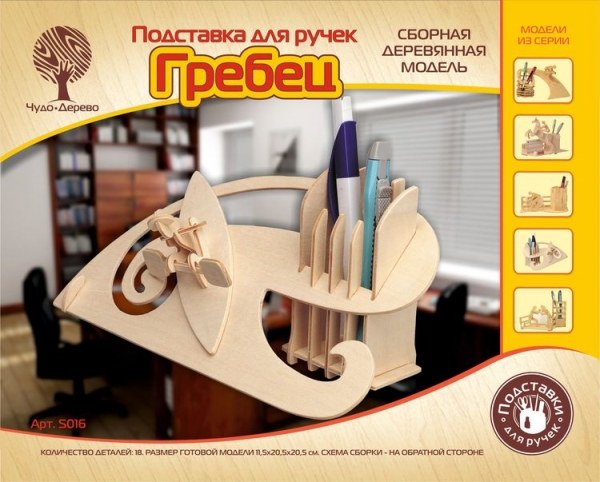 Чудо-Дерево
Подставка для ручек
Гребец
СБОРНАЯ
ДЕРЕВЯННАЯ
МОДЕЛЬ
МОДЕЛИ
ИЗ СЕРИИ
Арт. S016
Подставки
для ручек
КОЛИЧЕСТВО ДЕТАЛЕЙ: 18. РАЗМЕР ГОТОВОЙ МОДЕЛИ 11,5х20,5х20,5 см. СХЕМА СБОРКИ - НА ОБРАТНОЙ СТОРОНЕ